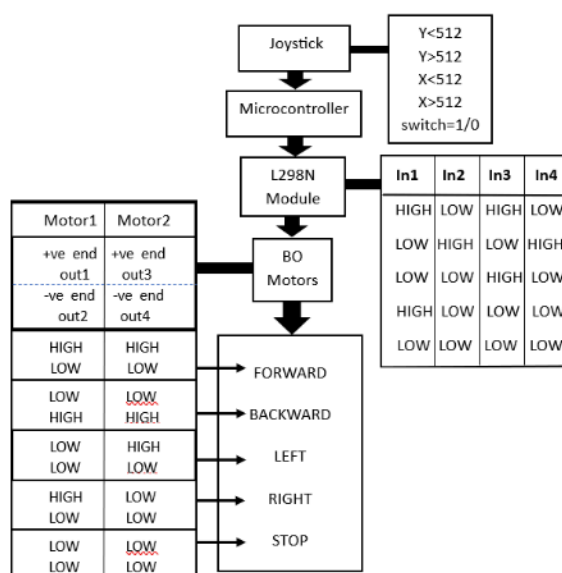 Joystick
Y<512
Y>512
X<512
X>512
switch=1/0
Microcontroller
L298N
Module
In1 In2 In3 In4
HIGH LOW HIGH LOW
LOW HIGH LOW HIGH
LOW LOW HIGH LOW
HIGH LOW LOW LOW
LOW LOW LOW LOW
BO
Motors
Motor1 Motor2
+ve end +ve end
out1 out3
-ve end -ve end
out2 out4
HIGH HIGH
LOW LOW
FORWARD
LOW LOW
HIGH HIGH
BACKWARD
LOW HIGH
LOW LOW
LEFT
HIGH LOW
LOW LOW
RIGHT
LOW LOW
LOW LOW
STOP